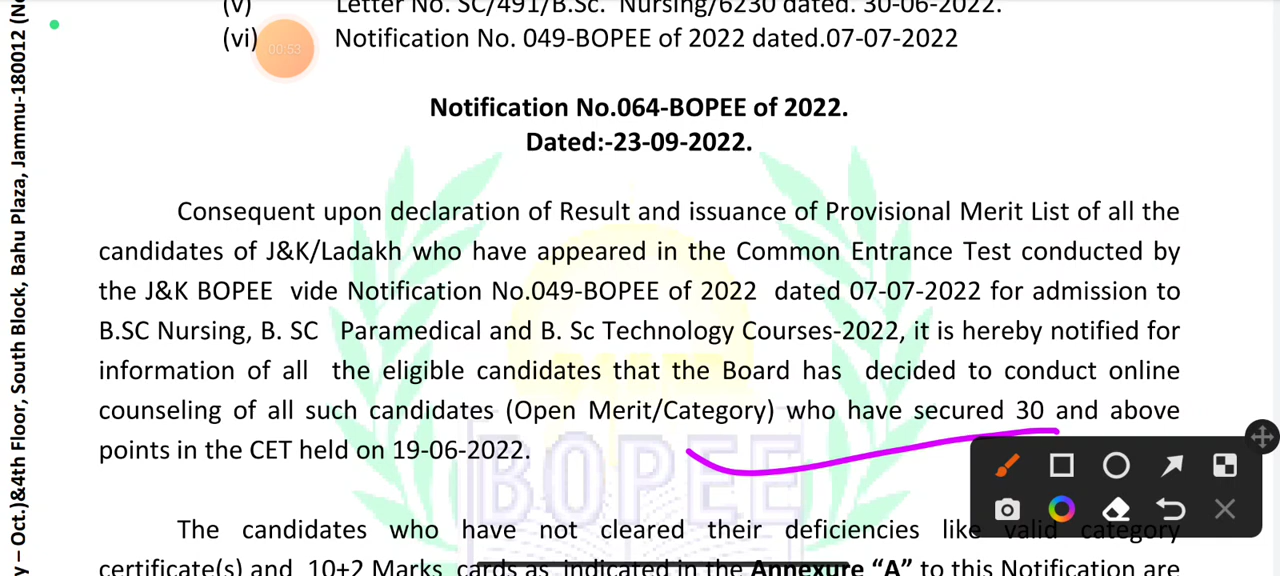 (v) Letter No. SC/491/B.Sc. Nursing/6230 dated. 30-06-2022.
(vi) Notification No. 049-BOPEE of 2022 dated.07-07-2022
00:53
Notification No.064-BOPEE of 2022.
Dated:-23-09-2022.
Consequent upon declaration of Result and issuance of Provisional Merit List of all the
candidates of J&K/Ladakh who have appeared in the Common Entrance Test conducted by
the J&K BOPEE vide Notification No.049-BOPEE of 2022 dated 07-07-2022 for admission to
B.SC Nursing, B. SC Paramedical and B. Sc Technology Courses-2022, it is hereby notified for
information of all the eligible candidates that the Board has decided to conduct online
counseling of all such candidates (Open Merit/Category) who have secured 30 and above
points in the CET held on 19-06-2022.
BOPEE
The candidates who have not cleared their deficiencies like valid category
certificate(s) and 10+2 Marks cards as indicated in the Annexure “A” to this Notification are
y – Oct.)&4th Floor, South Block, Bahu Plaza, Jammu-180012 (No